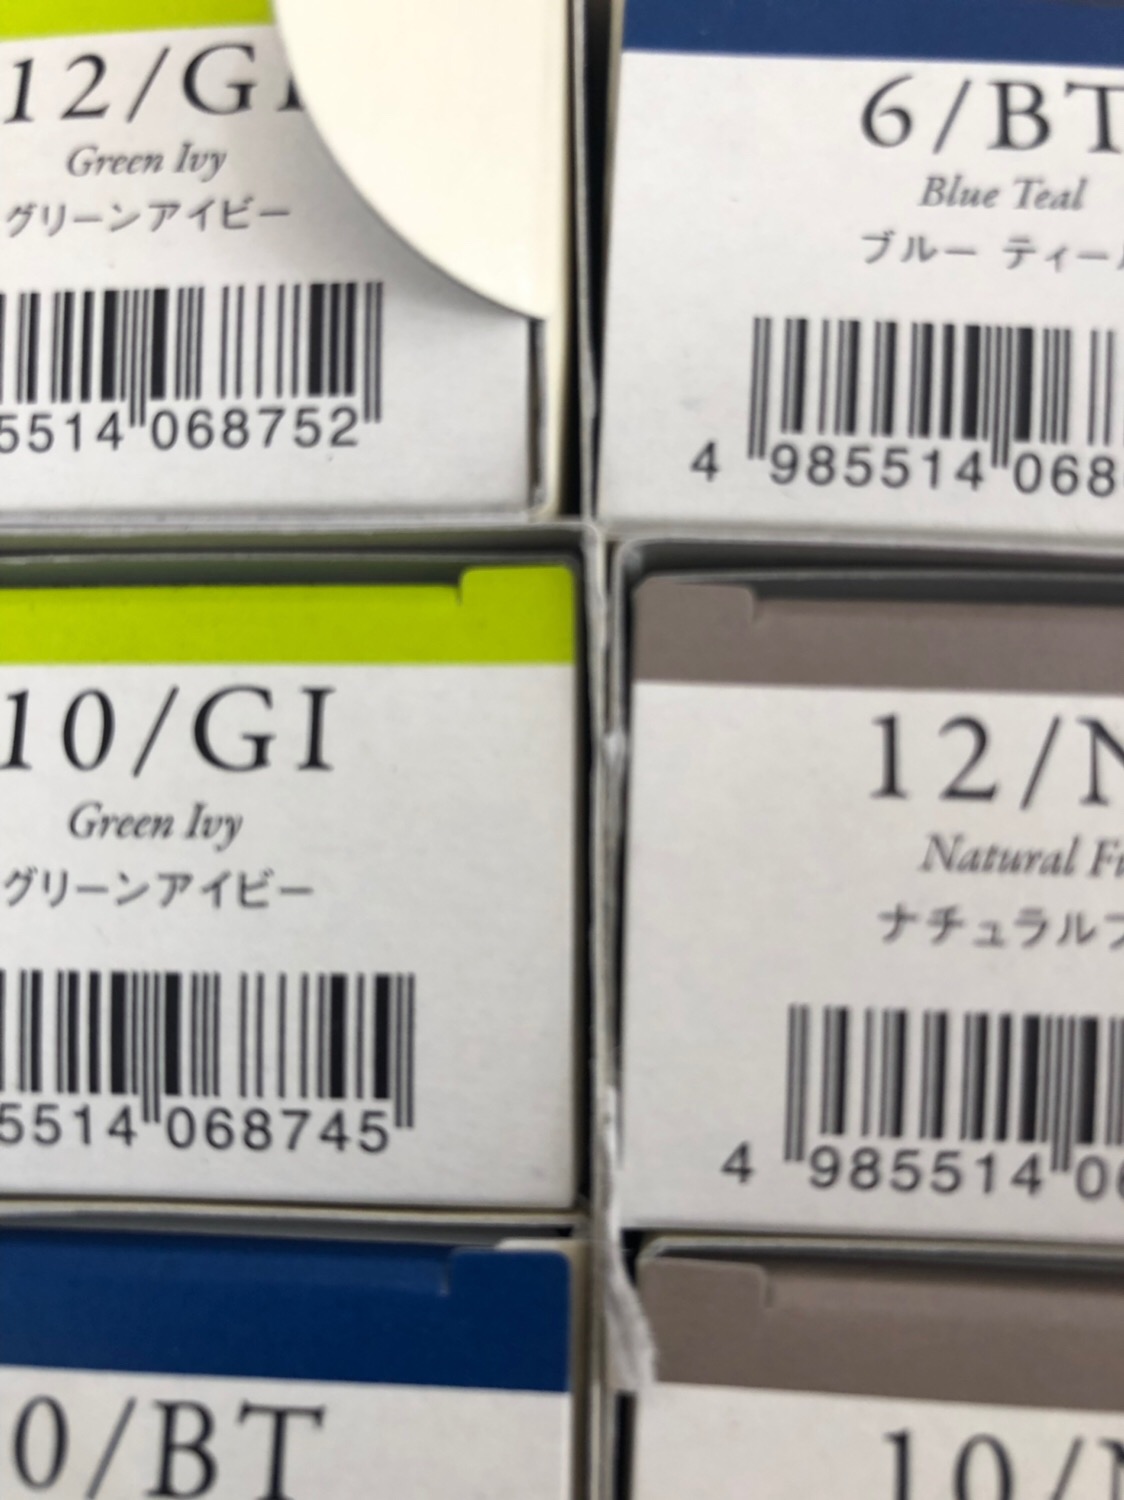 12/GI
Green Ivy
グリーンアイビー
5514 068752
6/BT
Blue Teal
ブルー ティー
4 985514 068
10/GI
Green Ivy
グリーンアイビー
5514 068745
12/N
Natural
ナチュラル
4 985514 06
0/BT
10/N